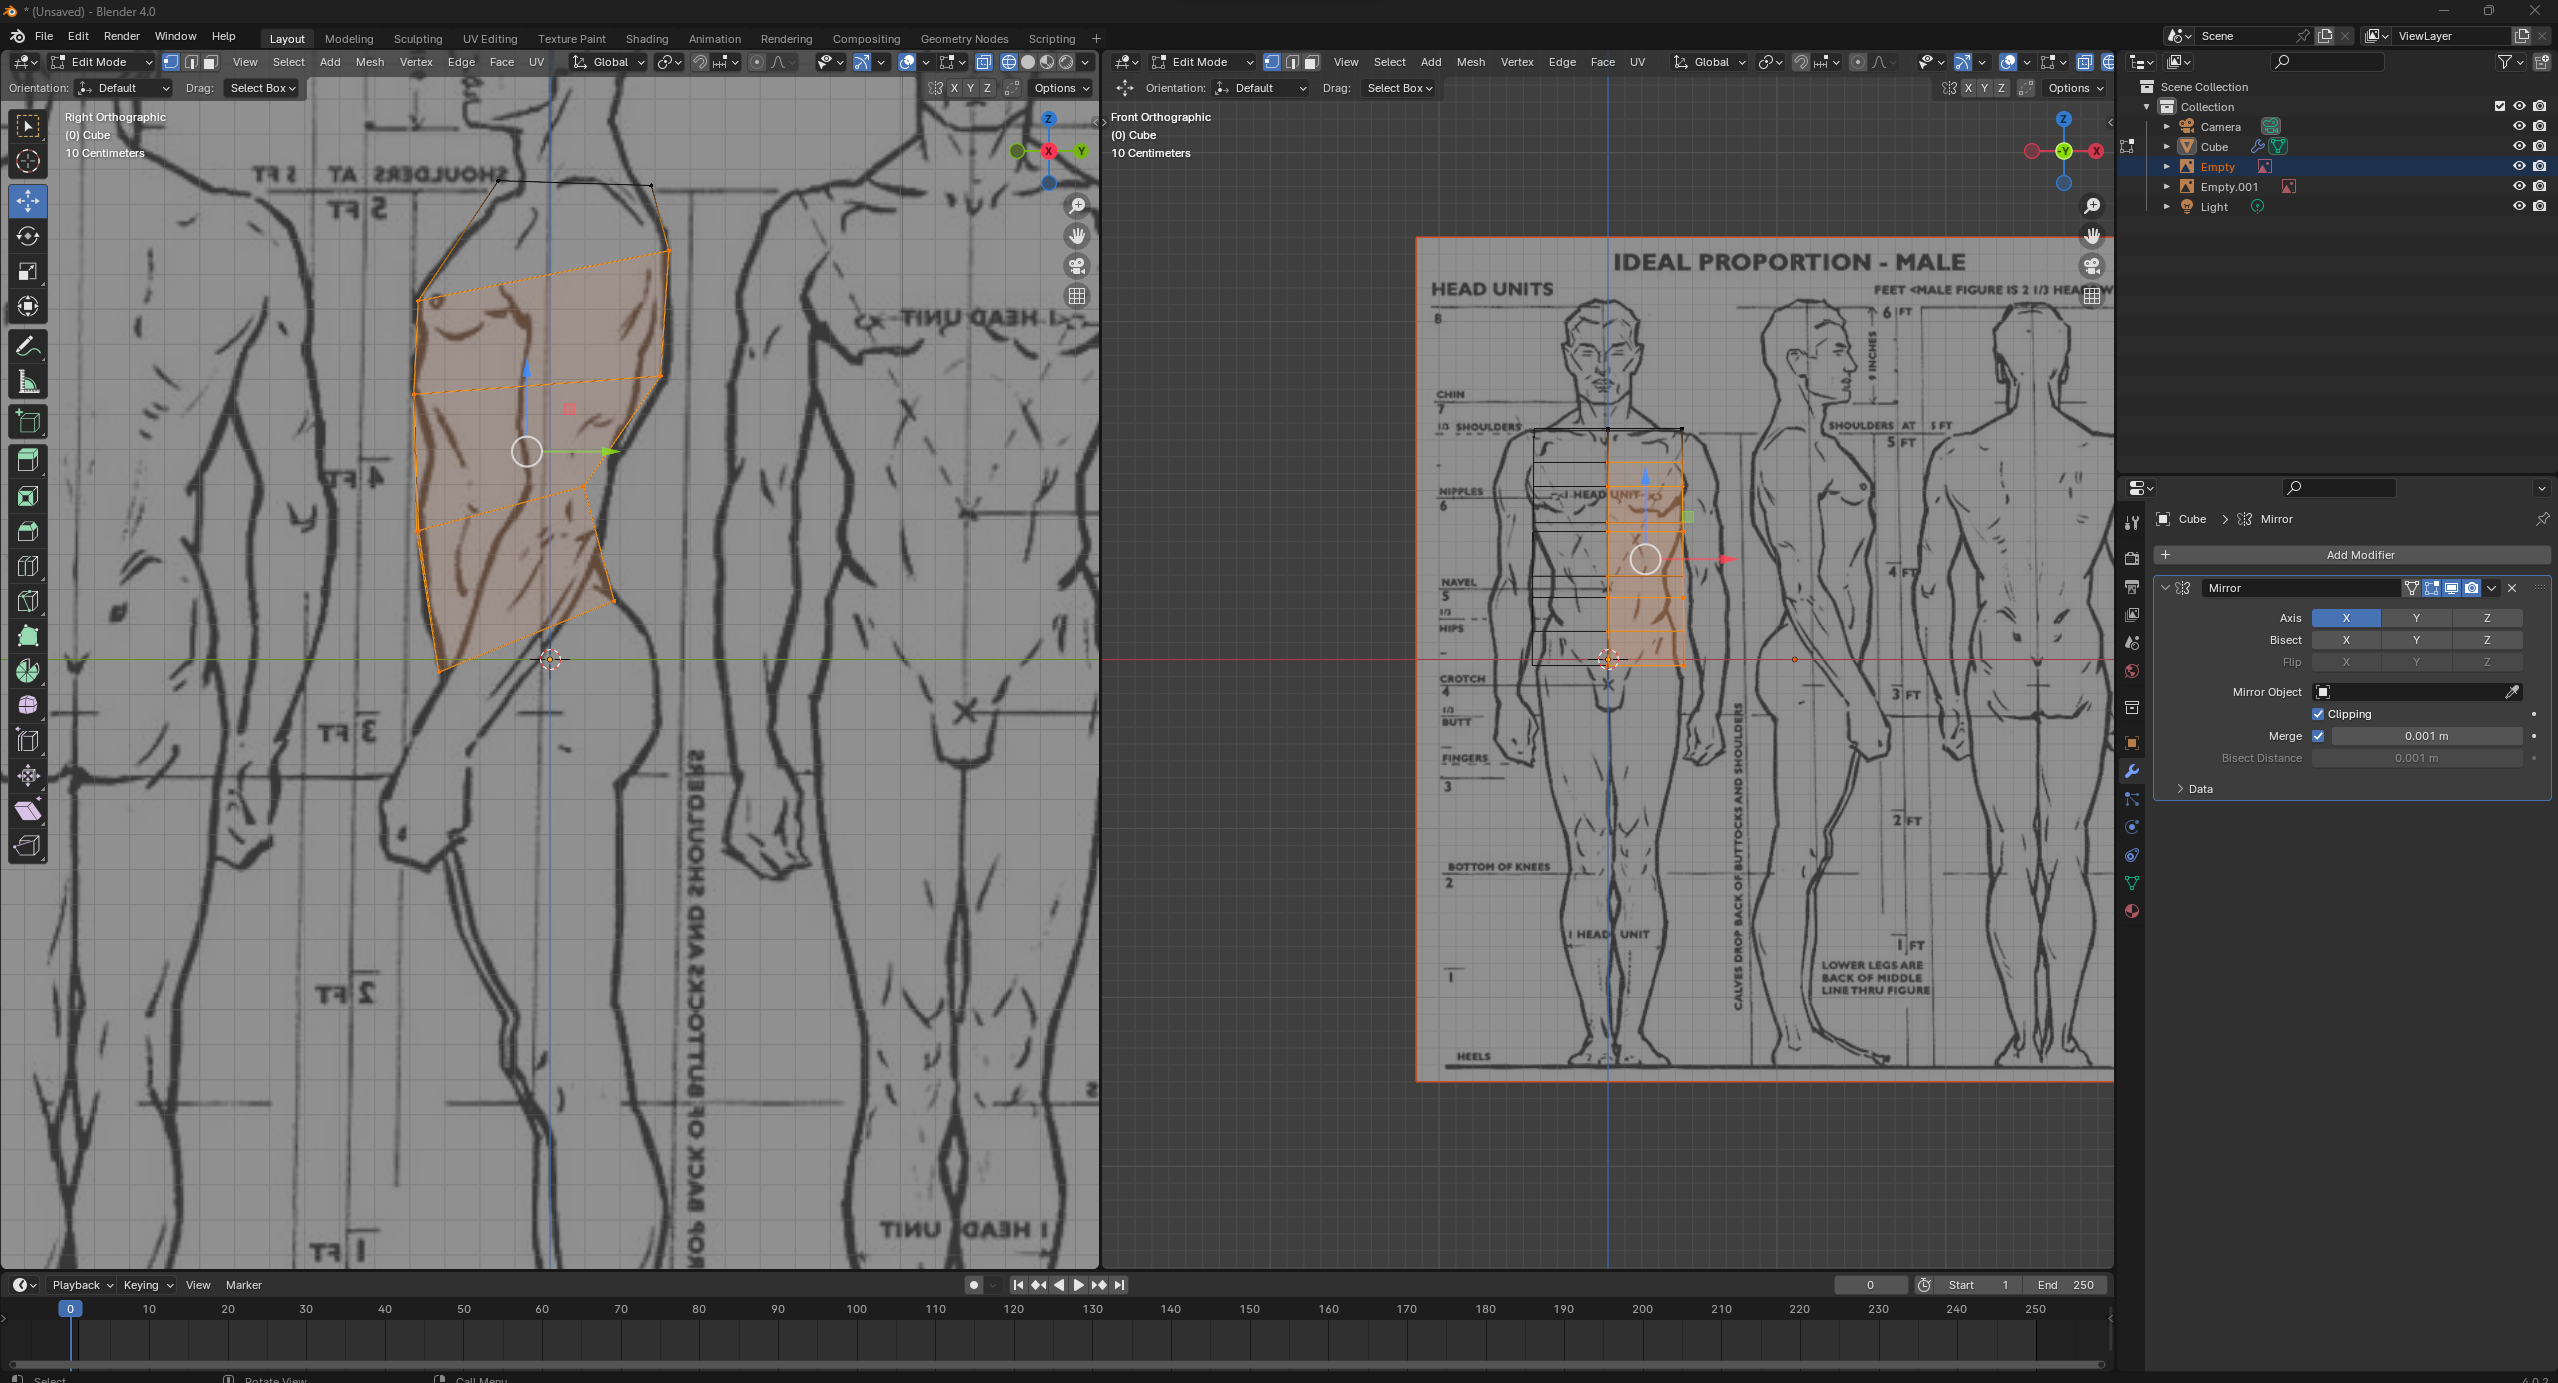 * (Unsaved) - Blender 4.0
File Edit Render Window Help
Layout Modeling Sculpting UV Editing Texture Paint Shading Animation Rendering Compositing Geometry Nodes Scripting +
Scene
ViewLayer
Edit Mode View Select Add Mesh Vertex Edge Face UV Global
Orientation: Default Drag: Select Box
X Y Z Options
Right Orthographic
(0) Cube
10 Centimeters
Z
X
Y
SHOULDERS AT 5 FT
5 FT
1 HEAD UNIT
4
3 FT
2 FT
1 FT
ROP BACK OF BUTTOCKS AND SHOULDERS
1 HEAD UNIT
Edit Mode View Select Add Mesh Vertex Edge Face UV Global
Orientation: Default Drag: Select Box
X Y Z Options
Front Orthographic
(0) Cube
10 Centimeters
Z
-Y
X
IDEAL PROPORTION - MALE
HEAD UNITS
FEET <MALE FIGURE IS 2 1/3 HEAD W
8
6 FT
9 INCHES
CHIN
7
1/3 SHOULDERS
SHOULDERS AT 5 FT
5 FT
NIPPLES
6
1 HEAD UNIT
4 FT
NAVEL
5
1/3
HIPS
CROTCH
4
3 FT
1/3
BUTT
FINGERS
3
2 FT
BOTTOM OF KNEES
2
1 HEAD UNIT
1 FT
1
LOWER LEGS ARE
BACK OF MIDDLE
LINE THRU FIGURE
CALVES DROP BACK OF BUTTOCKS AND SHOULDERS
HEELS
Scene Collection
Collection
Camera
Cube
Empty
Empty.001
Light
Cube > Mirror
+ Add Modifier
Mirror
Axis X Y Z
Bisect X Y Z
Flip X Y Z
Mirror Object
Clipping
Merge 0.001 m
Bisect Distance 0.001 m
Data
Playback Keying View Marker
0 Start 1 End 250
0 10 20 30 40 50 60 70 80 90 100 110 120 130 140 150 160 170 180 190 200 210 220 230 240 250
Select Rotate View Call Menu
4.0.2